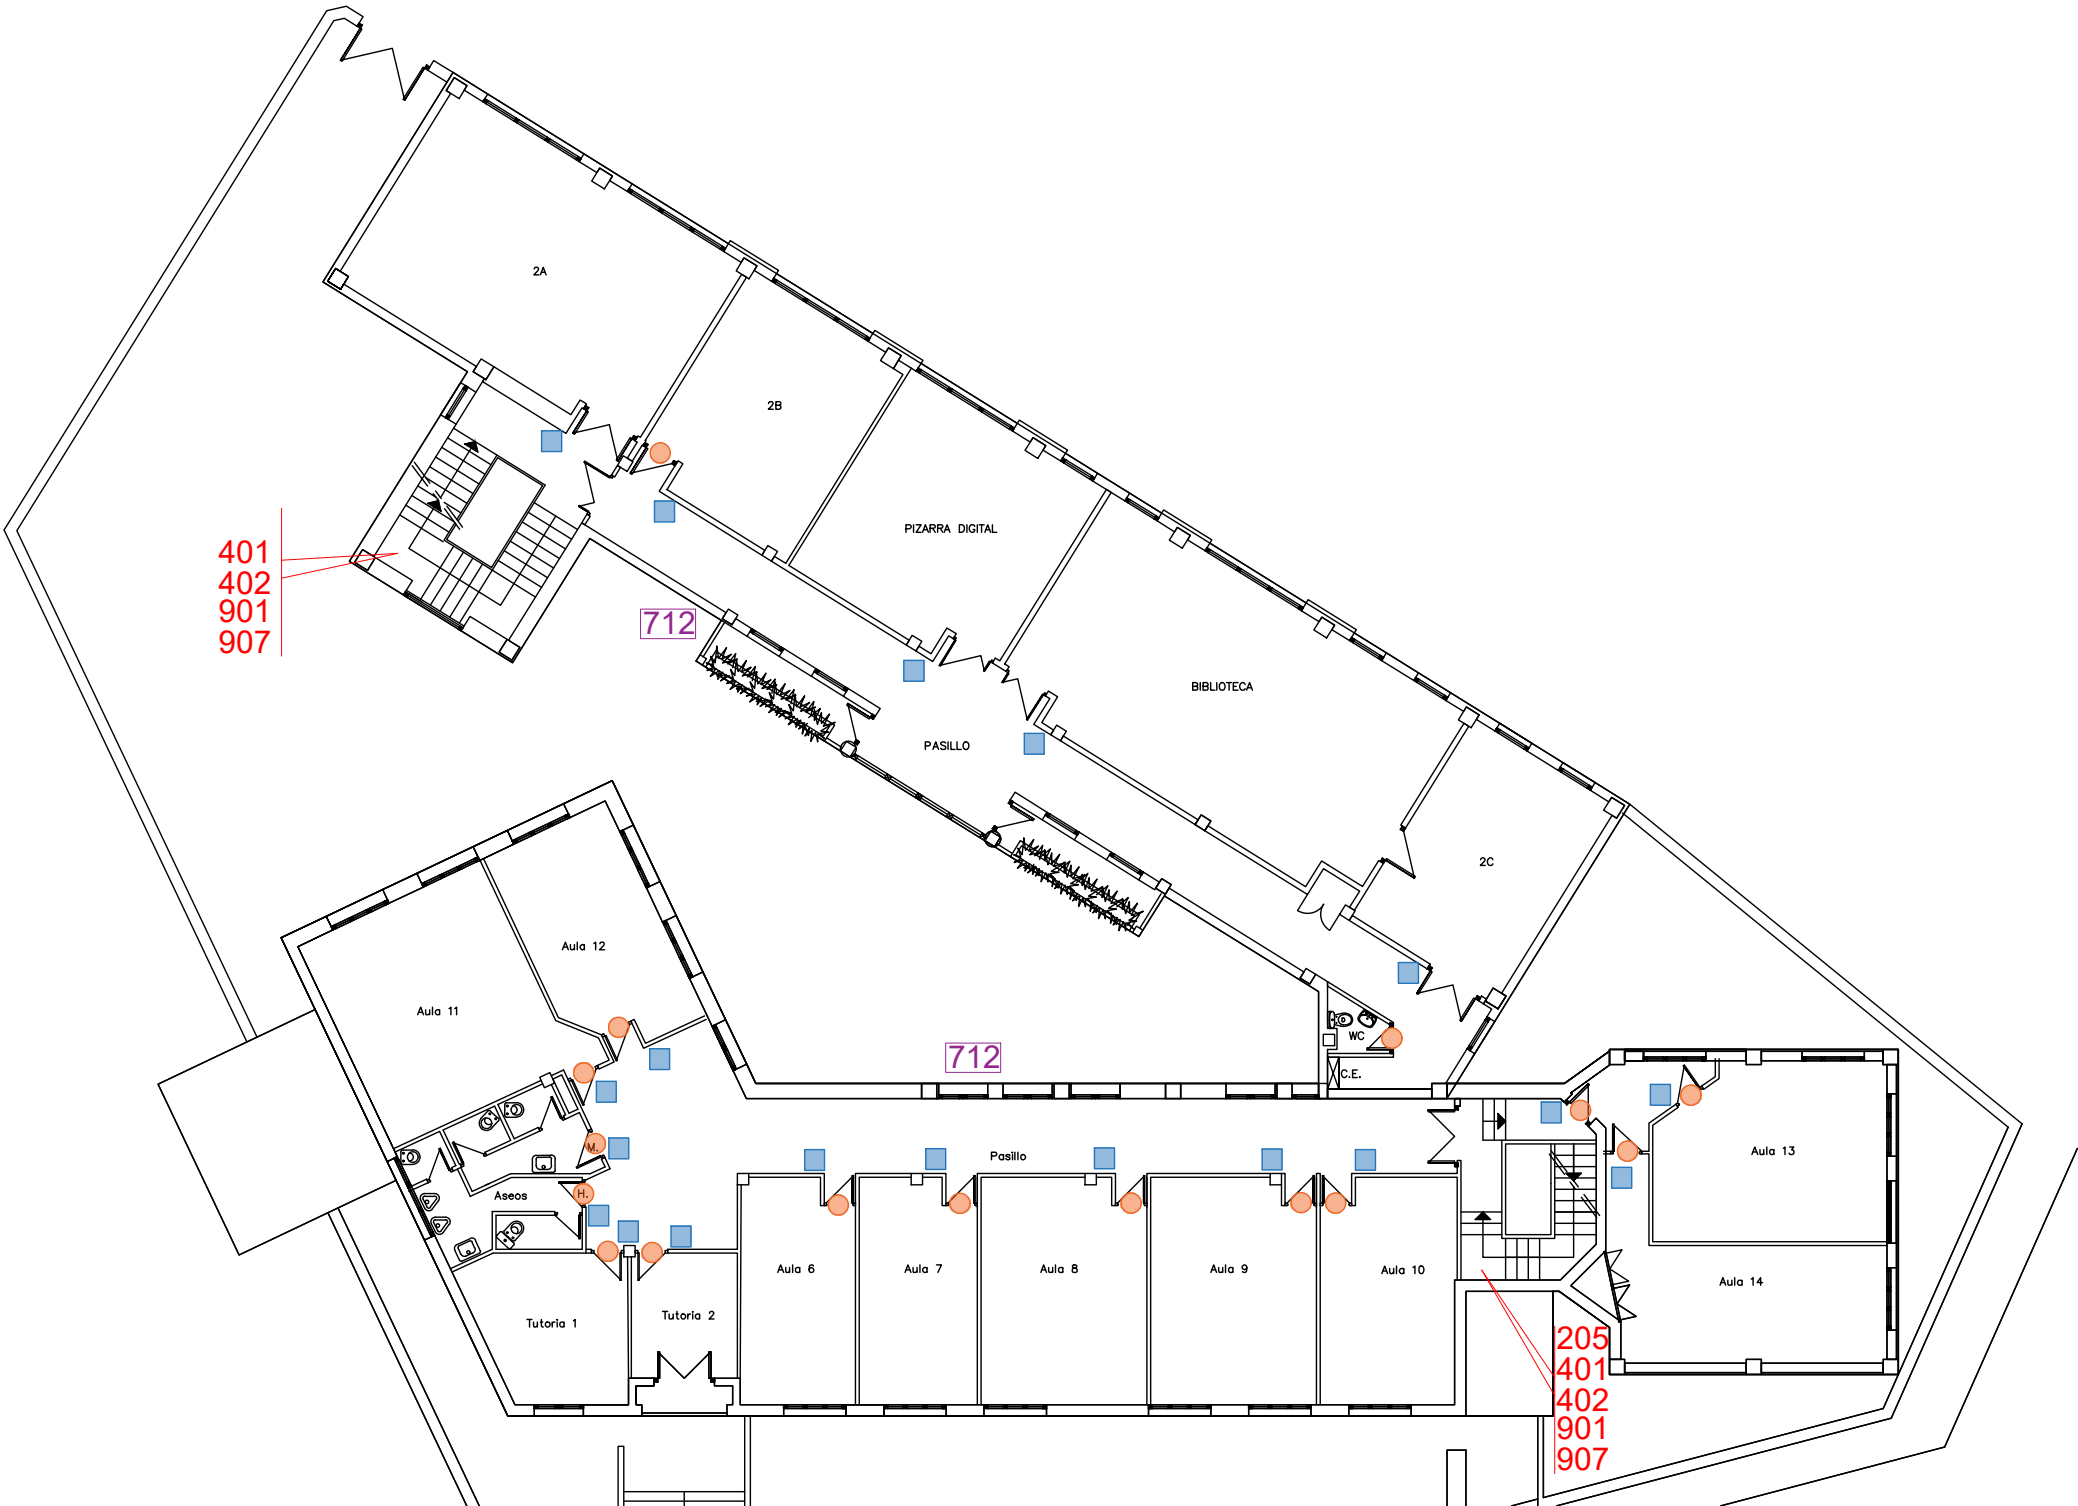 2A
2B
PIZARRA DIGITAL
401
402
901
907
712
BIBLIOTECA
PASILLO
2C
Aula 12
Aula 11
WC
712
C.E.
M.
Pasillo
Aula 13
H.
Aseos
Aula 6
Aula 7
Aula 8
Aula 9
Aula 10
Aula 14
Tutoria 1
Tutoria 2
205
401
402
901
907